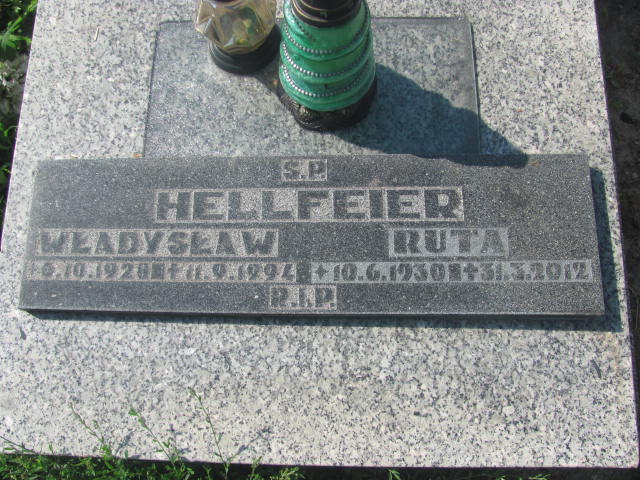 Ś.P.
HELLFEIER
WŁADYSŁAW RUTA
+6.10.1928 +11.9.1994 +10.6.1930 +31.3.2012
R.I.P.